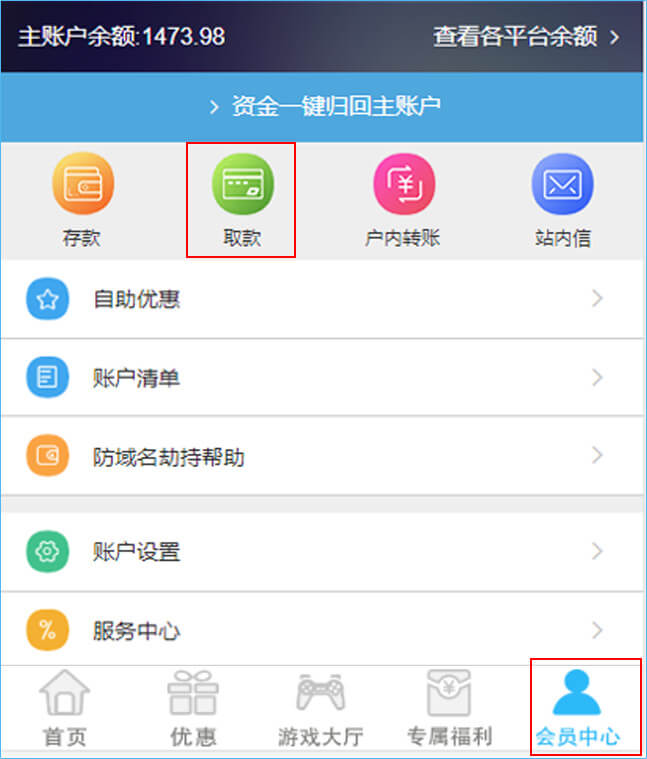 主账户余额:1473.98
查看各平台余额
资金一键归回主账户
存款
取款
户内转账
站内信
自助优惠
账户清单
防域名劫持帮助
账户设置
服务中心
首页
优惠
游戏大厅
专属福利
会员中心